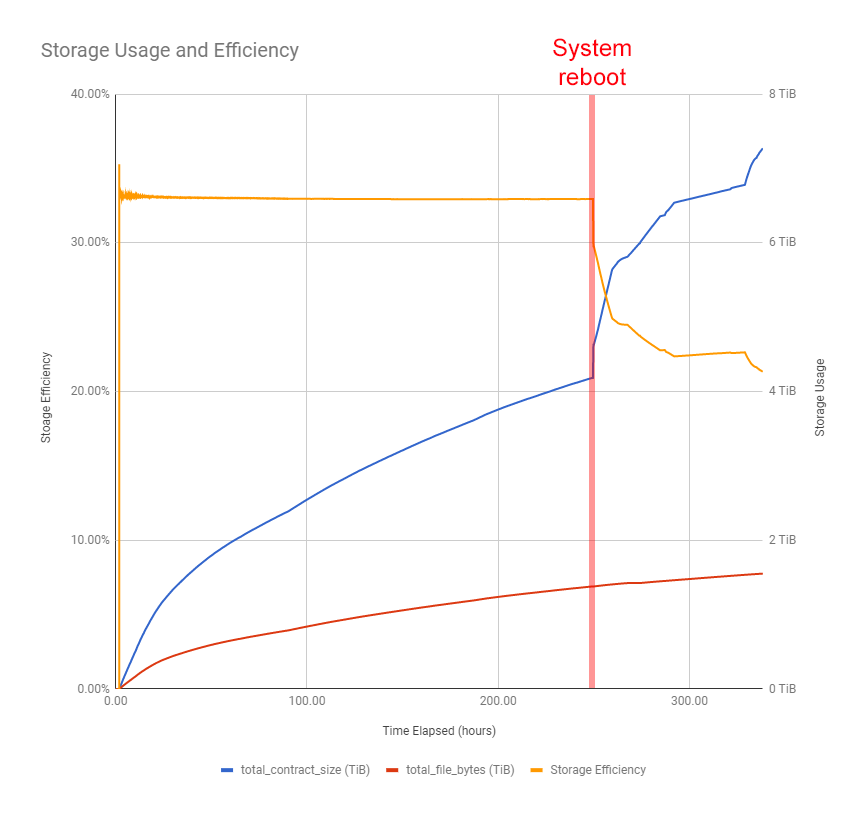 Storage Usage and Efficiency
System
reboot
40.00%
30.00%
20.00%
10.00%
0.00%
8 TiB
6 TiB
4 TiB
2 TiB
0 TiB
Stoage Efficiency
Storage Usage
0.00
100.00
200.00
300.00
Time Elapsed (hours)
total_contract_size (TiB)
total_file_bytes (TiB)
Storage Efficiency